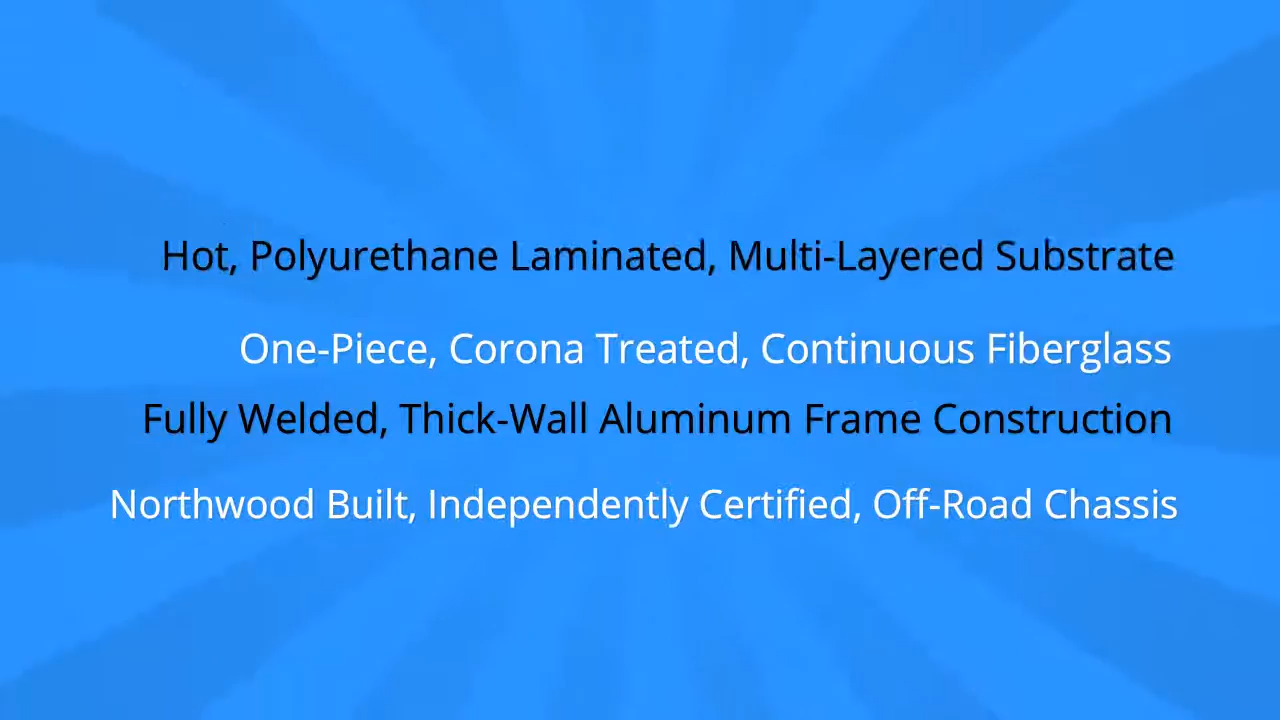 Hot, Polyurethane Laminated, Multi-Layered Substrate
One-Piece, Corona Treated, Continuous Fiberglass
Fully Welded, Thick-Wall Aluminum Frame Construction
Northwood Built, Independently Certified, Off-Road Chassis